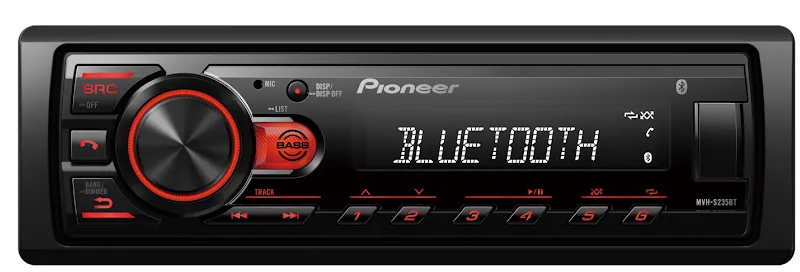 SRC
OFF
MIC
DISP/
DISP OFF
LIST
Pioneer
BASS
BLUETOOTH
BAND/
DIMMER
TRACK
MVH-S235BT
1
2
3
4
5
6